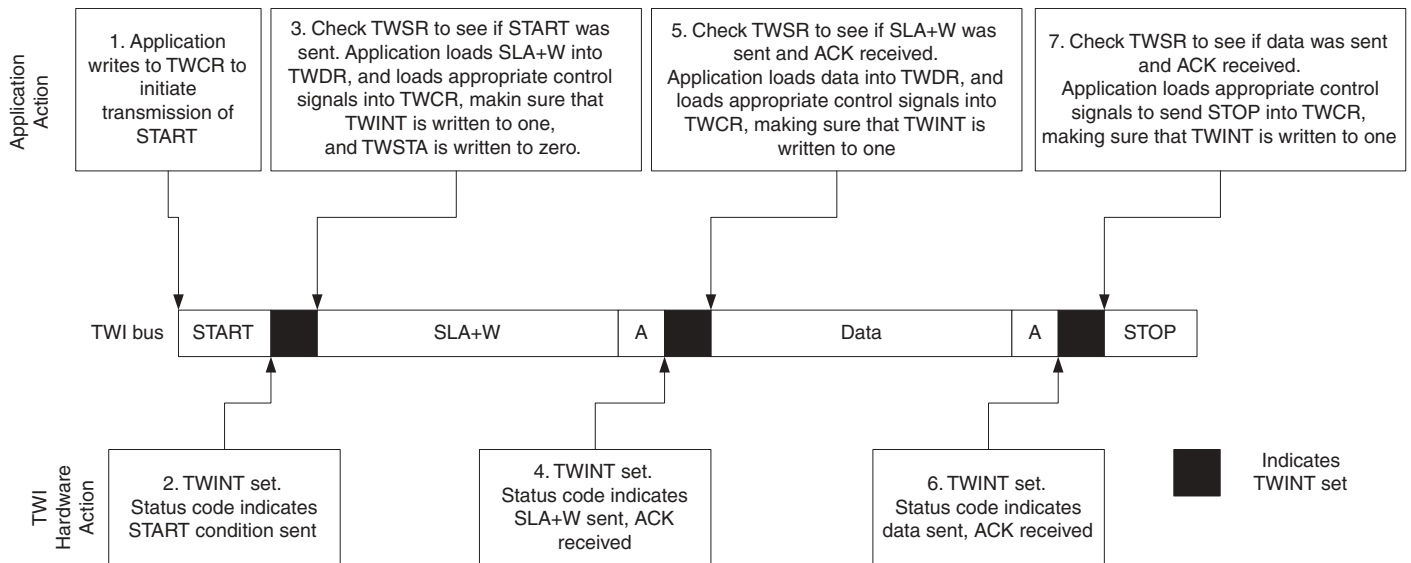 Application
Action
1. Application
writes to TWCR to
initiate
transmission of
START
3. Check TWSR to see if START was
sent. Application loads SLA+W into
TWDR, and loads appropriate control
signals into TWCR, makin sure that
TWINT is written to one,
and TWSTA is written to zero.
5. Check TWSR to see if SLA+W was
sent and ACK received.
Application loads data into TWDR, and
loads appropriate control signals into
TWCR, making sure that TWINT is
written to one
7. Check TWSR to see if data was sent
and ACK received.
Application loads appropriate control
signals to send STOP into TWCR,
making sure that TWINT is written to one
TWI bus
START
SLA+W
A
Data
A
STOP
TWI
Hardware
Action
2. TWINT set.
Status code indicates
START condition sent
4. TWINT set.
Status code indicates
SLA+W sent, ACK
received
6. TWINT set.
Status code indicates
data sent, ACK received
Indicates
TWINT set